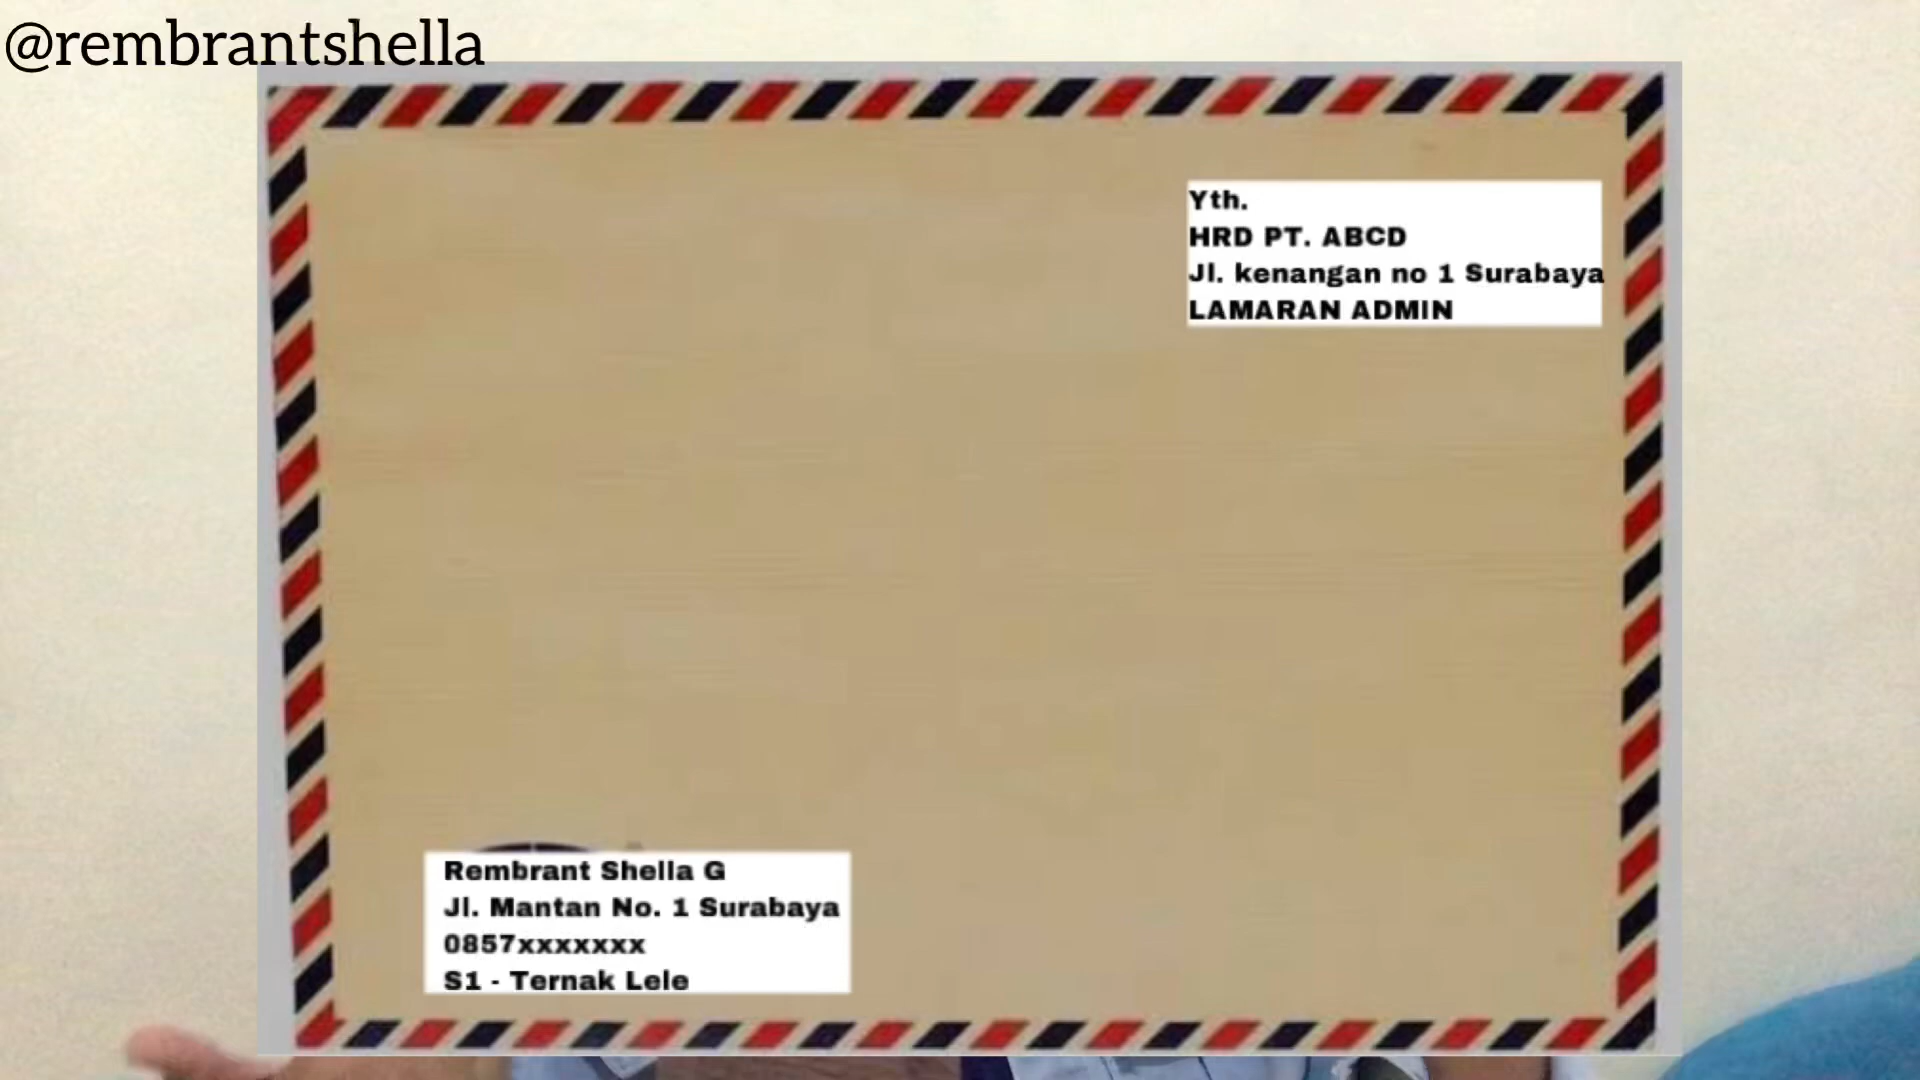 @rembrantshella
Yth.
HRD PT. ABCD
Jl. kenangan no 1 Surabaya
LAMARAN ADMIN
Rembrant Shella G
Jl. Mantan No. 1 Surabaya
0857xxxxxxx
S1 - Ternak Lele